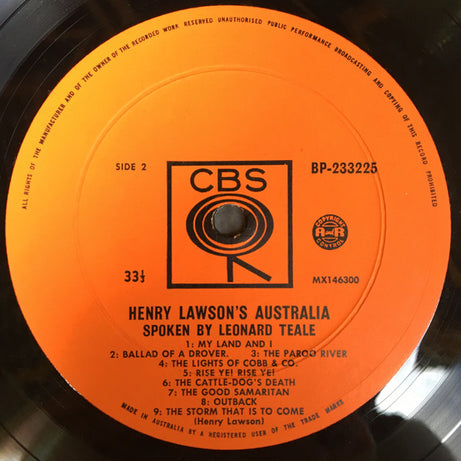 ALL RIGHTS OF THE MANUFACTURER AND OF THE OWNER OF THE RECORDED WORK RESERVED UNAUTHORISED PUBLIC PERFORMANCE BROADCASTING AND COPYING OF THIS RECORD PROHIBITED
SIDE 2
BP-233225
CBS
COPYRIGHT
A and R
CONTROL
33⅓
MX146300
HENRY LAWSON'S AUSTRALIA
SPOKEN BY LEONARD TEALE
1: MY LAND AND I
2: BALLAD OF A DROVER. 3: THE PAROO RIVER
4: THE LIGHTS OF COBB & CO.
5: RISE YE! RISE YE!
6: THE CATTLE-DOG'S DEATH
7: THE GOOD SAMARITAN
8: OUTBACK
9: THE STORM THAT IS TO COME
(Henry Lawson)
MADE IN AUSTRALIA BY A REGISTERED USER OF THE TRADE MARKS